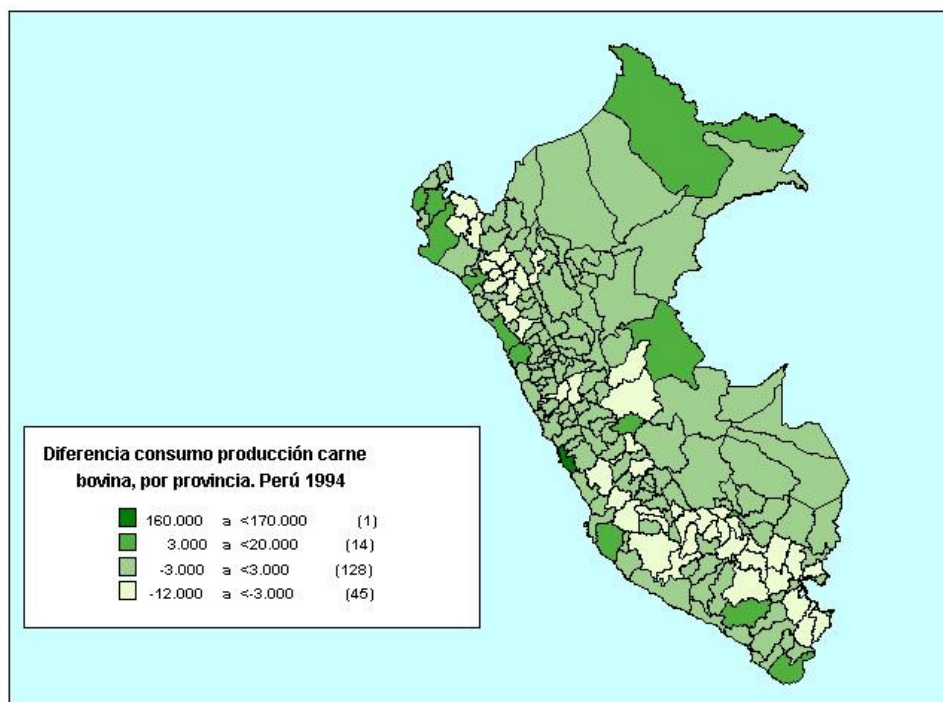 Diferencia consumo producción carne
bovina, por provincia. Perú 1994
160.000 a <170.000 (1)
3.000 a <20.000 (14)
-3.000 a <3.000 (128)
-12.000 a <-3.000 (45)